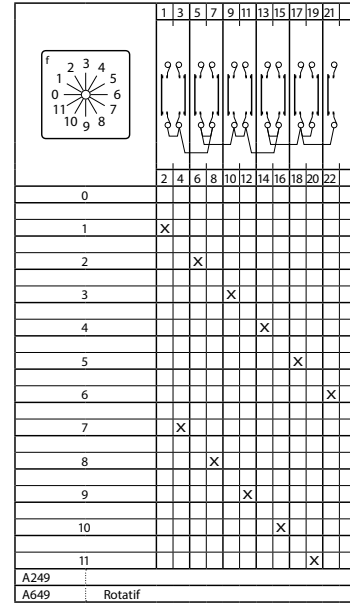 1 3 5 7 9 11 13 15 17 19 21
f
2 3 4
1 5
0 6
11 7
10 9 8
2 4 6 8 10 12 14 16 18 20 22
0
1 X
2 X
3 X
4 X
5 X
6 X
7 X
8 X
9 X
10 X
11 X
A249
A649 Rotatif